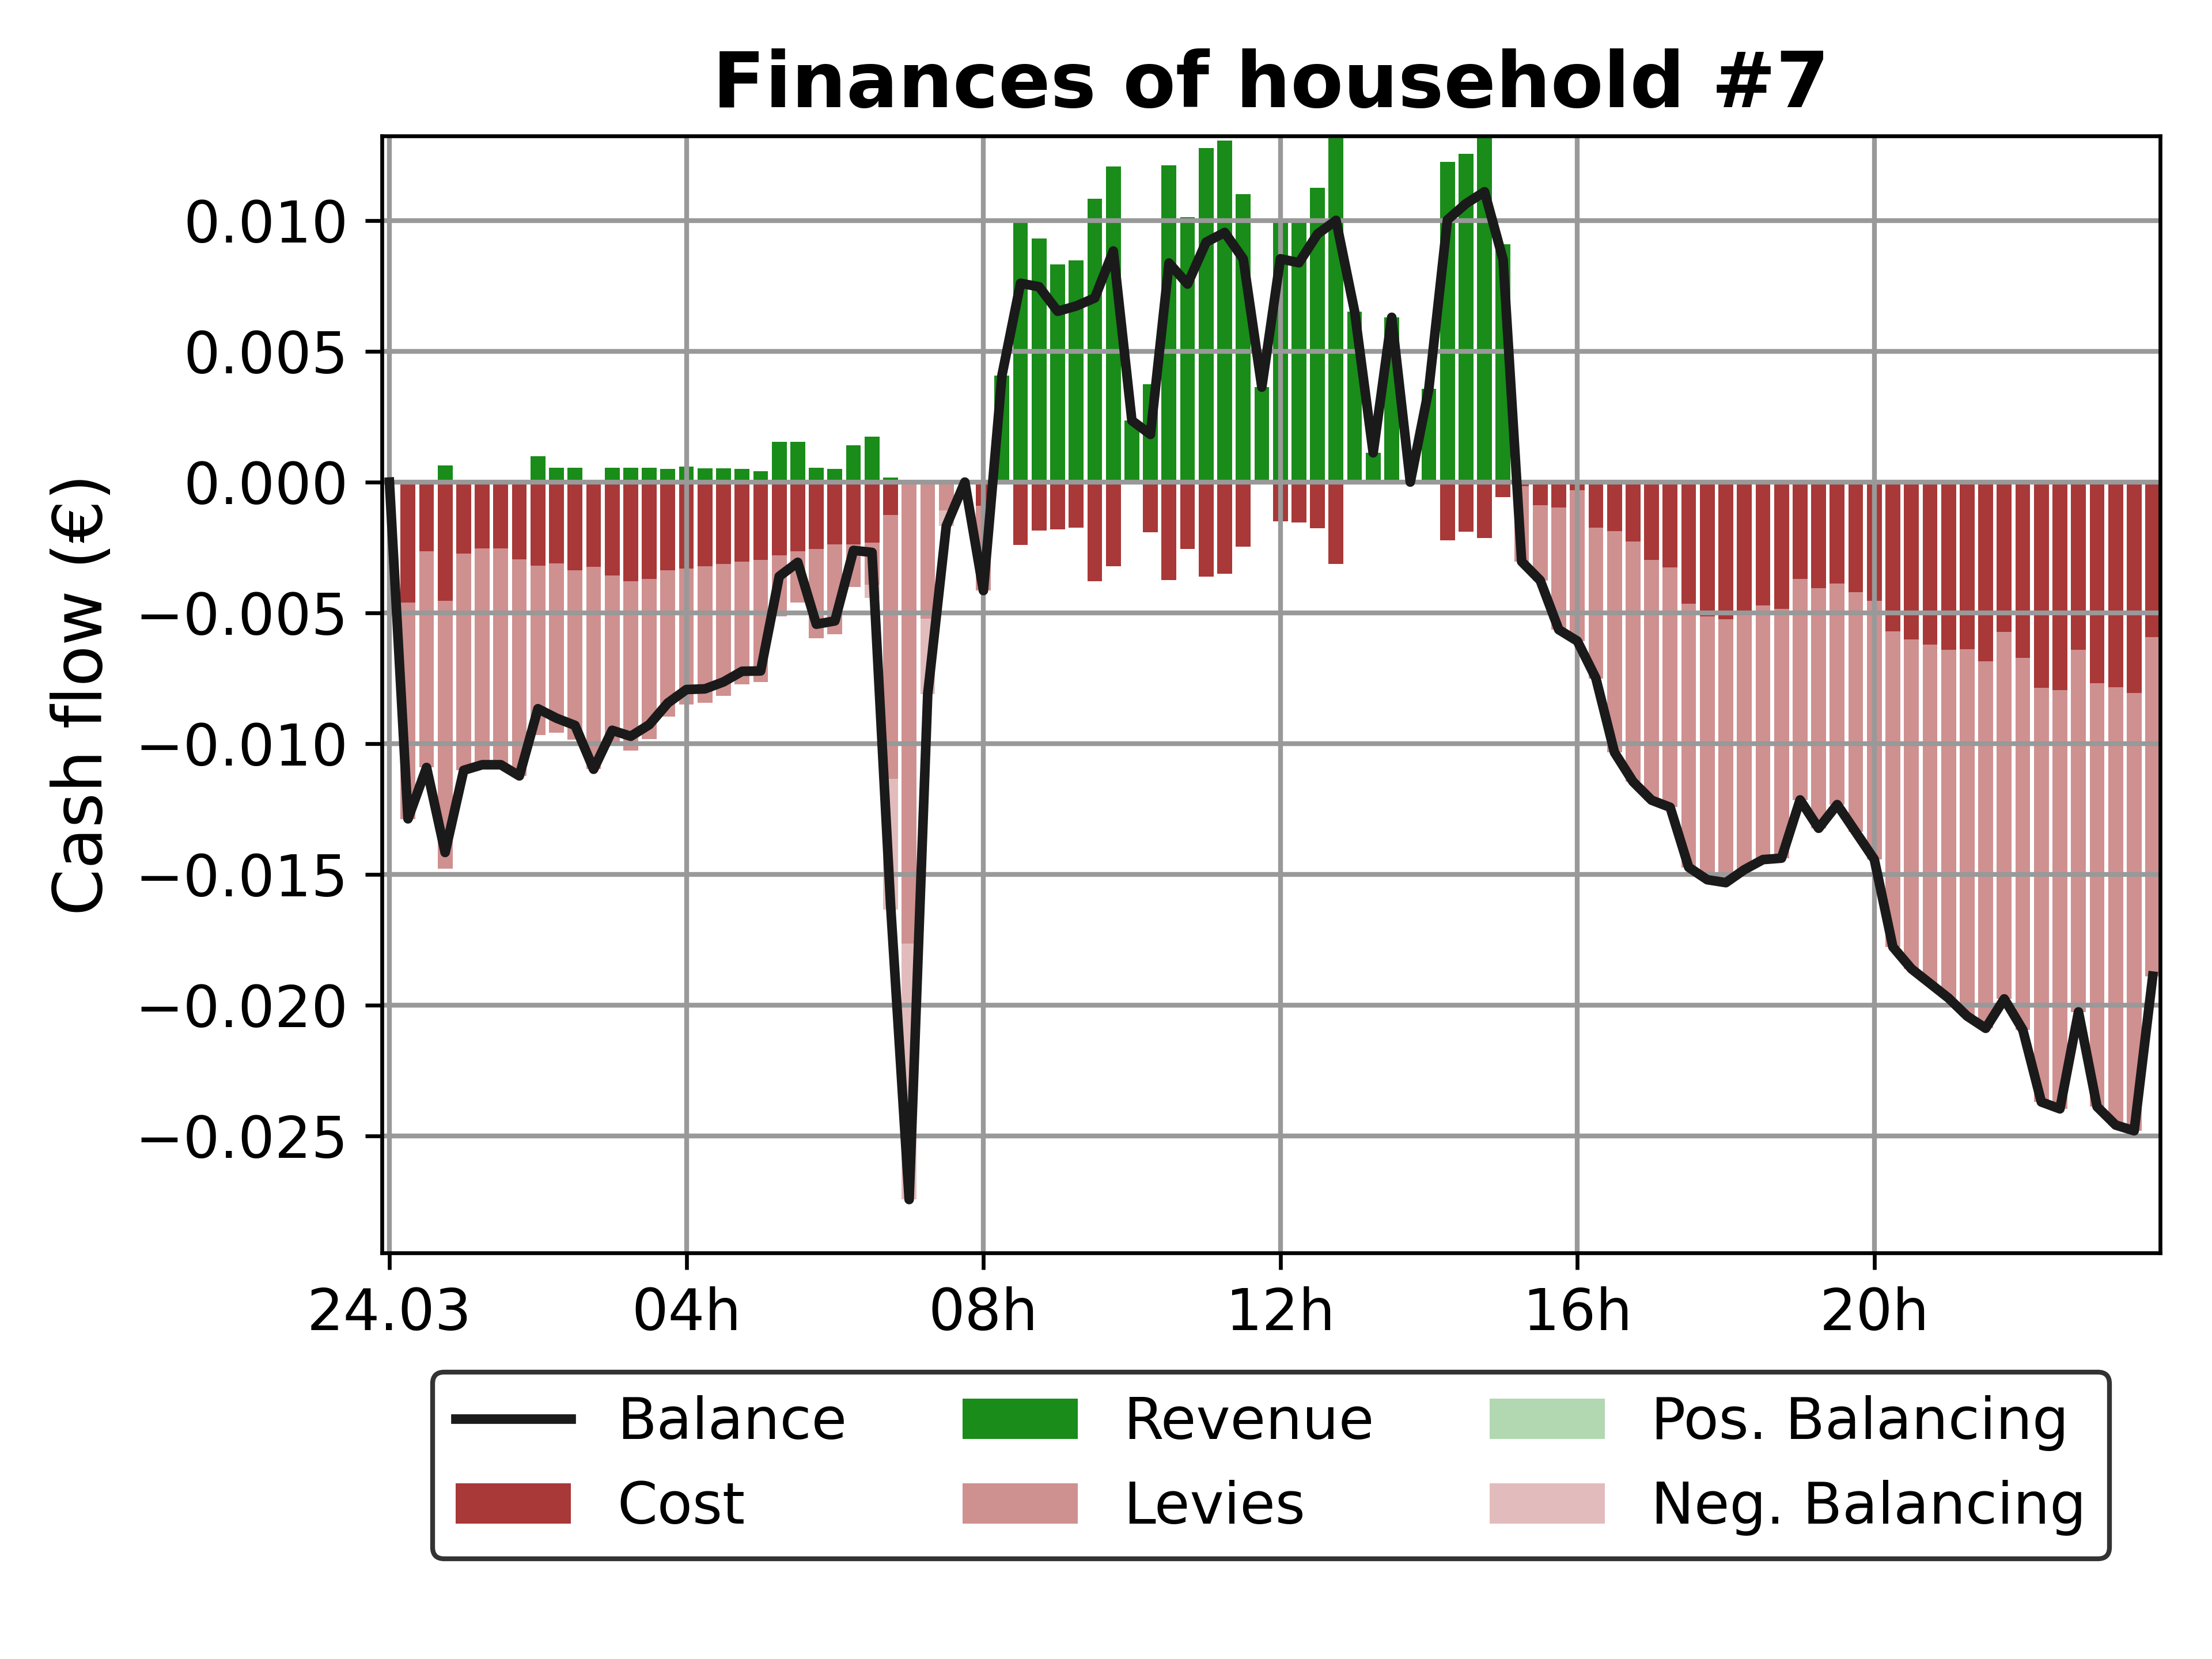 Finances of household #7
Cash flow (€)
0.010
0.005
0.000
−0.005
−0.010
−0.015
−0.020
−0.025
24.03 04h 08h 12h 16h 20h
Balance Revenue Pos. Balancing
Cost Levies Neg. Balancing